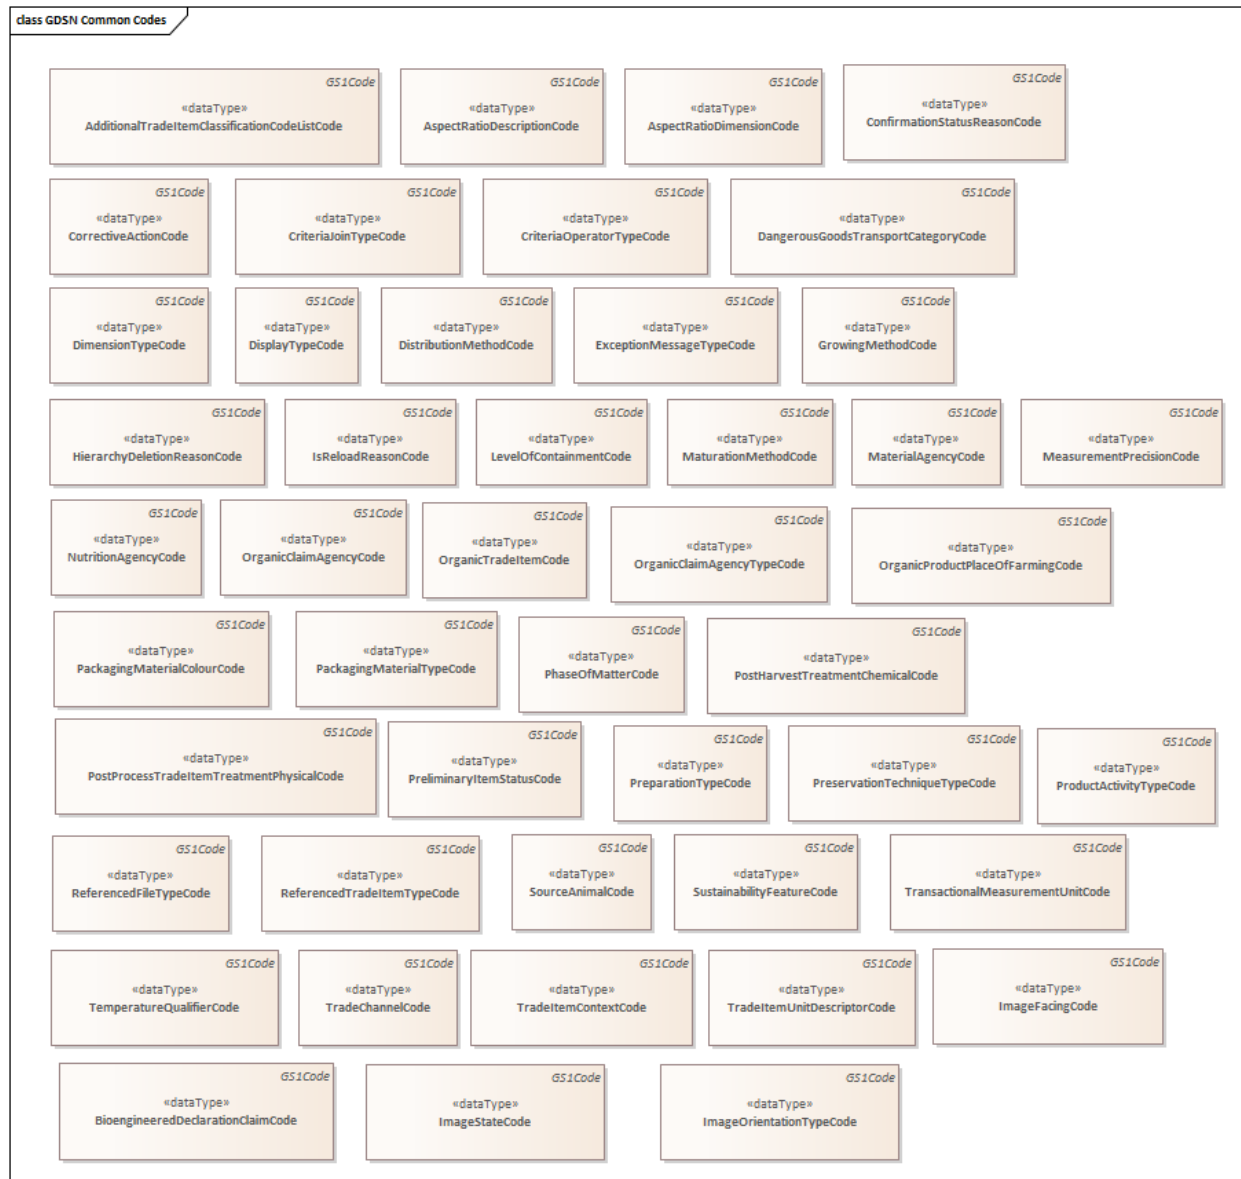 class GDSN Common Codes
GS1Code
«dataType»
AdditionalTradeItemClassificationCodeListCode
GS1Code
«dataType»
AspectRatioDescriptionCode
GS1Code
«dataType»
AspectRatioDimensionCode
GS1Code
«dataType»
ConfirmationStatusReasonCode
GS1Code
«dataType»
CorrectiveActionCode
GS1Code
«dataType»
CriteriaJoinTypeCode
GS1Code
«dataType»
CriteriaOperatorTypeCode
GS1Code
«dataType»
DangerousGoodsTransportCategoryCode
GS1Code
«dataType»
DimensionTypeCode
GS1Code
«dataType»
DisplayTypeCode
GS1Code
«dataType»
DistributionMethodCode
GS1Code
«dataType»
ExceptionMessageTypeCode
GS1Code
«dataType»
GrowingMethodCode
GS1Code
«dataType»
HierarchyDeletionReasonCode
GS1Code
«dataType»
IsReloadReasonCode
GS1Code
«dataType»
LevelOfContainmentCode
GS1Code
«dataType»
MaturationMethodCode
GS1Code
«dataType»
MaterialAgencyCode
GS1Code
«dataType»
MeasurementPrecisionCode
GS1Code
«dataType»
NutritionAgencyCode
GS1Code
«dataType»
OrganicClaimAgencyCode
GS1Code
«dataType»
OrganicTradeItemCode
GS1Code
«dataType»
OrganicClaimAgencyTypeCode
GS1Code
«dataType»
OrganicProductPlaceOfFarmingCode
GS1Code
«dataType»
PackagingMaterialColourCode
GS1Code
«dataType»
PackagingMaterialTypeCode
GS1Code
«dataType»
PhaseOfMatterCode
GS1Code
«dataType»
PostHarvestTreatmentChemicalCode
GS1Code
«dataType»
PostProcessTradeItemTreatmentPhysicalCode
GS1Code
«dataType»
PreliminaryItemStatusCode
GS1Code
«dataType»
PreparationTypeCode
GS1Code
«dataType»
PreservationTechniqueTypeCode
GS1Code
«dataType»
ProductActivityTypeCode
GS1Code
«dataType»
ReferencedFileTypeCode
GS1Code
«dataType»
ReferencedTradeItemTypeCode
GS1Code
«dataType»
SourceAnimalCode
GS1Code
«dataType»
SustainabilityFeatureCode
GS1Code
«dataType»
TransactionalMeasurementUnitCode
GS1Code
«dataType»
TemperatureQualifierCode
GS1Code
«dataType»
TradeChannelCode
GS1Code
«dataType»
TradeItemContextCode
GS1Code
«dataType»
TradeItemUnitDescriptorCode
GS1Code
«dataType»
ImageFacingCode
GS1Code
«dataType»
BioengineeredDeclarationClaimCode
GS1Code
«dataType»
ImageStateCode
GS1Code
«dataType»
ImageOrientationTypeCode